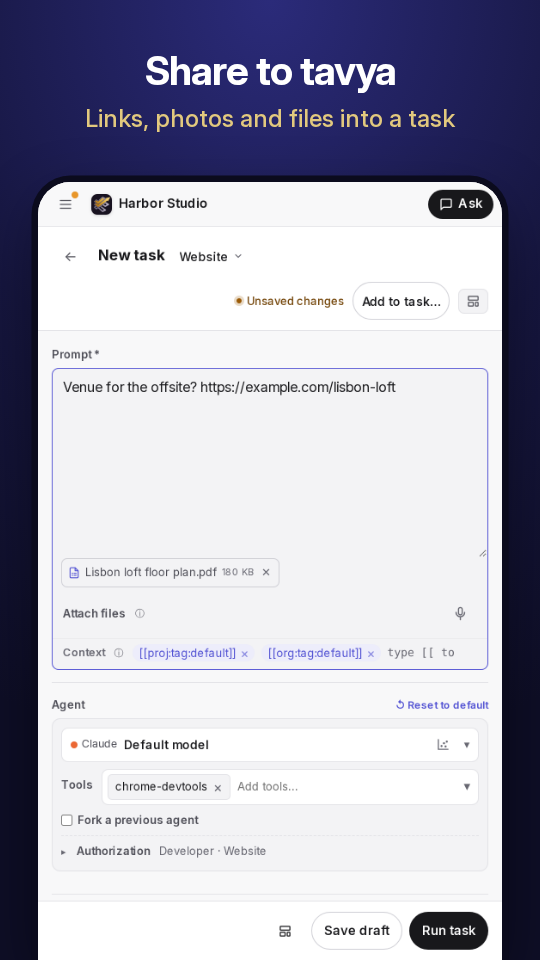 Share to tavya
Links, photos and files into a task
Harbor Studio
Ask
New task
Website
Unsaved changes
Add to task...
Prompt *
Venue for the offsite? https://example.com/lisbon-loft
Lisbon loft floor plan.pdf 180 KB ×
Attach files
Context [[proj:tag:default]] × [[org:tag:default]] × type [[ to
Agent
Reset to default
Claude Default model
Tools chrome-devtools × Add tools...
Fork a previous agent
Authorization Developer · Website
Save draft
Run task